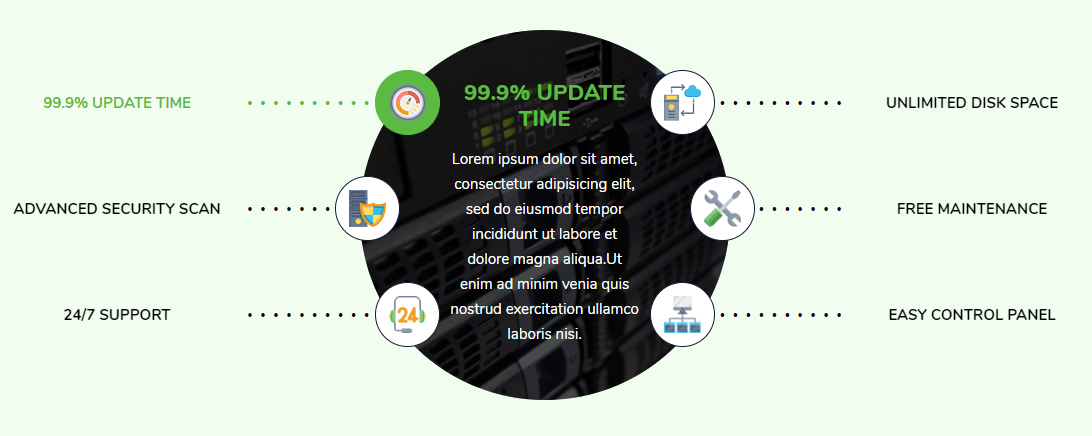 99.9% UPDATE TIME
ADVANCED SECURITY SCAN
24/7 SUPPORT
24
99.9% UPDATE
TIME
Lorem ipsum dolor sit amet,
consectetur adipisicing elit,
sed do eiusmod tempor
incididunt ut labore et
dolore magna aliqua.Ut
enim ad minim venia quis
nostrud exercitation ullamco
laboris nisi.
UNLIMITED DISK SPACE
FREE MAINTENANCE
EASY CONTROL PANEL